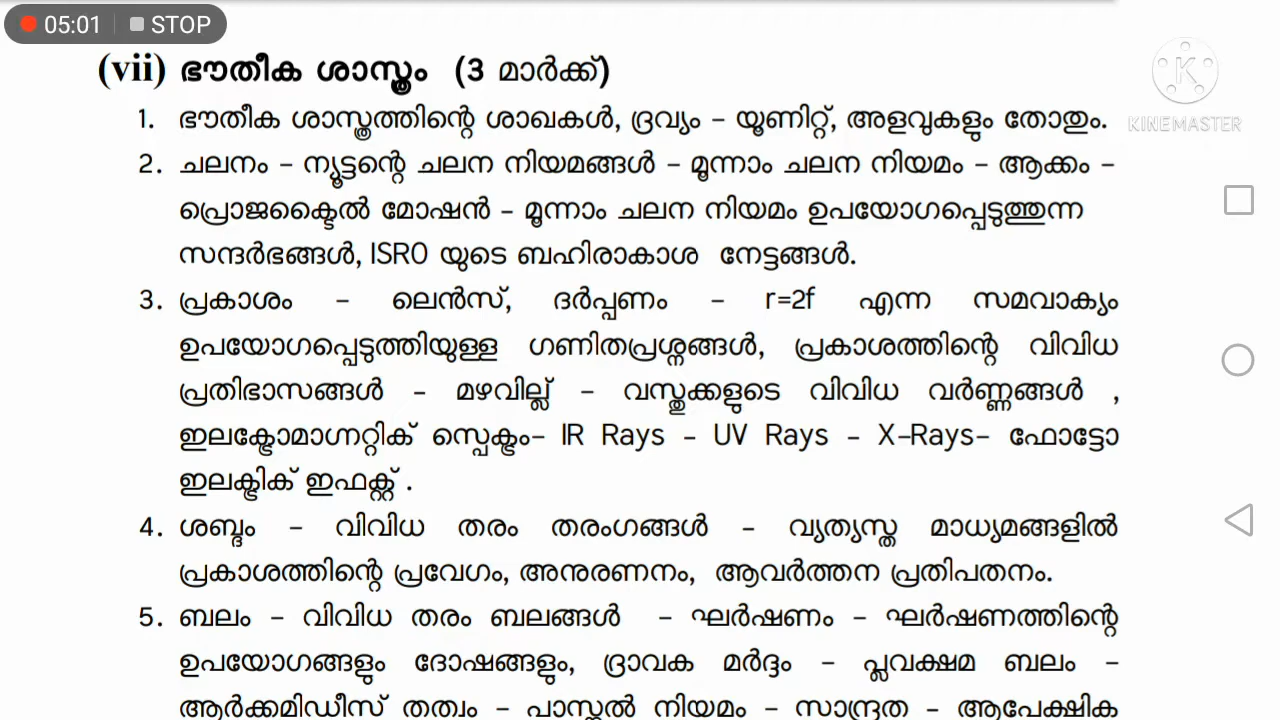 05:01 STOP
(vii) ഭൗതീക ശാസ്ത്രം (3 മാർക്ക്)
KINEMASTER
1. ഭൗതീക ശാസ്ത്രത്തിന്റെ ശാഖകൾ, ദ്രവ്യം – യൂണിറ്റ്, അളവുകളും തോതും.
2. ചലനം – ന്യൂട്ടന്റെ ചലന നിയമങ്ങൾ – മൂന്നാം ചലന നിയമം – ആക്കം –
പ്രൊജക്ടൈൽ മോഷൻ – മൂന്നാം ചലന നിയമം ഉപയോഗപ്പെടുത്തുന്ന
സന്ദർഭങ്ങൾ, ISRO യുടെ ബഹിരാകാശ നേട്ടങ്ങൾ.
3. പ്രകാശം – ലെൻസ്, ദർപ്പണം – r=2f എന്ന സമവാക്യം
ഉപയോഗപ്പെടുത്തിയുള്ള ഗണിതപ്രശ്നങ്ങൾ, പ്രകാശത്തിന്റെ വിവിധ
പ്രതിഭാസങ്ങൾ – മഴവില്ല് – വസ്തുക്കളുടെ വിവിധ വർണ്ണങ്ങൾ ,
ഇലക്ട്രോമാഗ്നറ്റിക് സ്പെക്ട്രം– IR Rays – UV Rays – X–Rays– ഫോട്ടോ
ഇലക്ട്രിക് ഇഫക്റ്റ് .
4. ശബ്ദം – വിവിധ തരം തരംഗങ്ങൾ – വ്യത്യസ്ത മാധ്യമങ്ങളിൽ
പ്രകാശത്തിന്റെ പ്രവേഗം, അനുരണനം, ആവർത്തന പ്രതിപതനം.
5. ബലം – വിവിധ തരം ബലങ്ങൾ – ഘർഷണം – ഘർഷണത്തിന്റെ
ഉപയോഗങ്ങളും ദോഷങ്ങളും, ദ്രാവക മർദ്ദം – പ്ലവക്ഷമ ബലം –
ആർക്കമിഡീസ് തത്വം – പാസ്കൽ നിയമം – സാന്ദ്രത – ആപേക്ഷിക